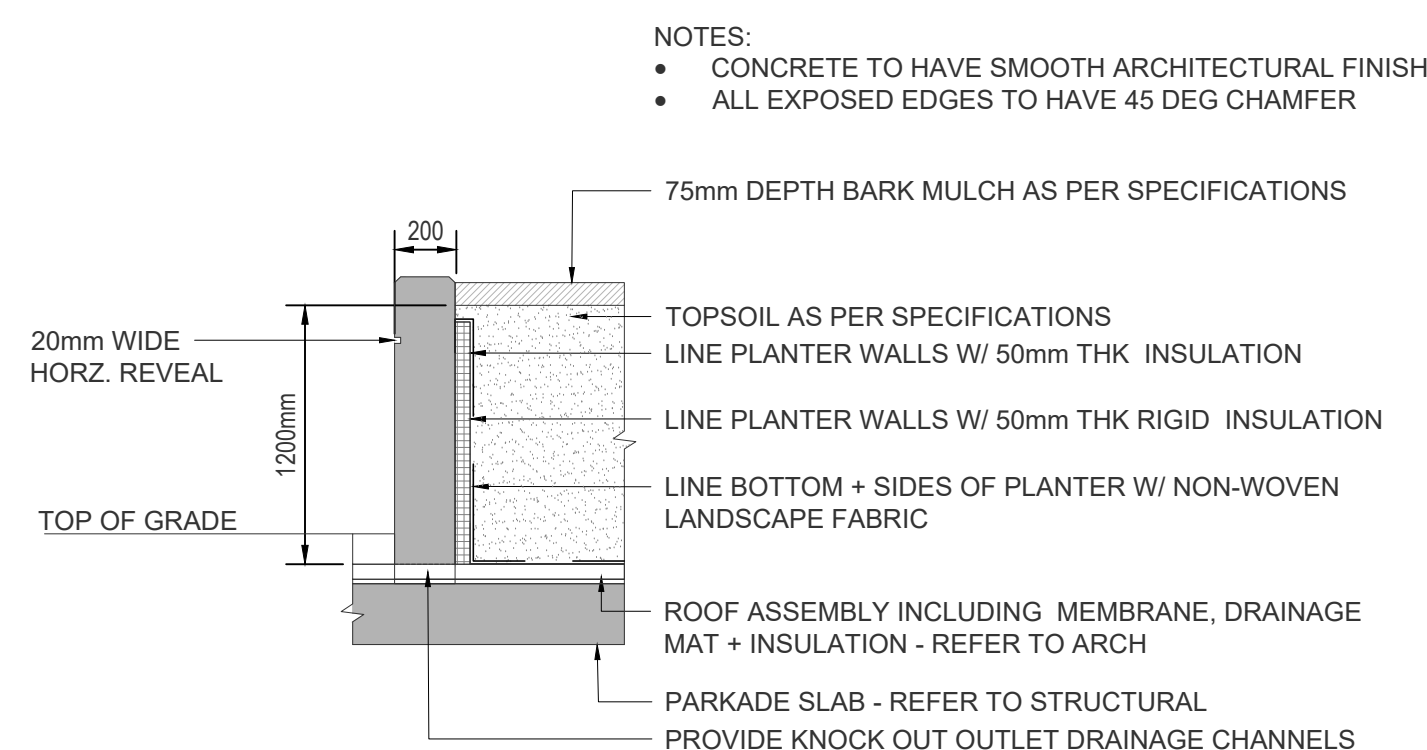 NOTES:
• CONCRETE TO HAVE SMOOTH ARCHITECTURAL FINISH
• ALL EXPOSED EDGES TO HAVE 45 DEG CHAMFER
75mm DEPTH BARK MULCH AS PER SPECIFICATIONS
200
TOPSOIL AS PER SPECIFICATIONS
20mm WIDE
HORZ. REVEAL
LINE PLANTER WALLS W/ 50mm THK INSULATION
LINE PLANTER WALLS W/ 50mm THK RIGID INSULATION
1200mm
LINE BOTTOM + SIDES OF PLANTER W/ NON-WOVEN
LANDSCAPE FABRIC
TOP OF GRADE
ROOF ASSEMBLY INCLUDING MEMBRANE, DRAINAGE
MAT + INSULATION - REFER TO ARCH
PARKADE SLAB - REFER TO STRUCTURAL
PROVIDE KNOCK OUT OUTLET DRAINAGE CHANNELS